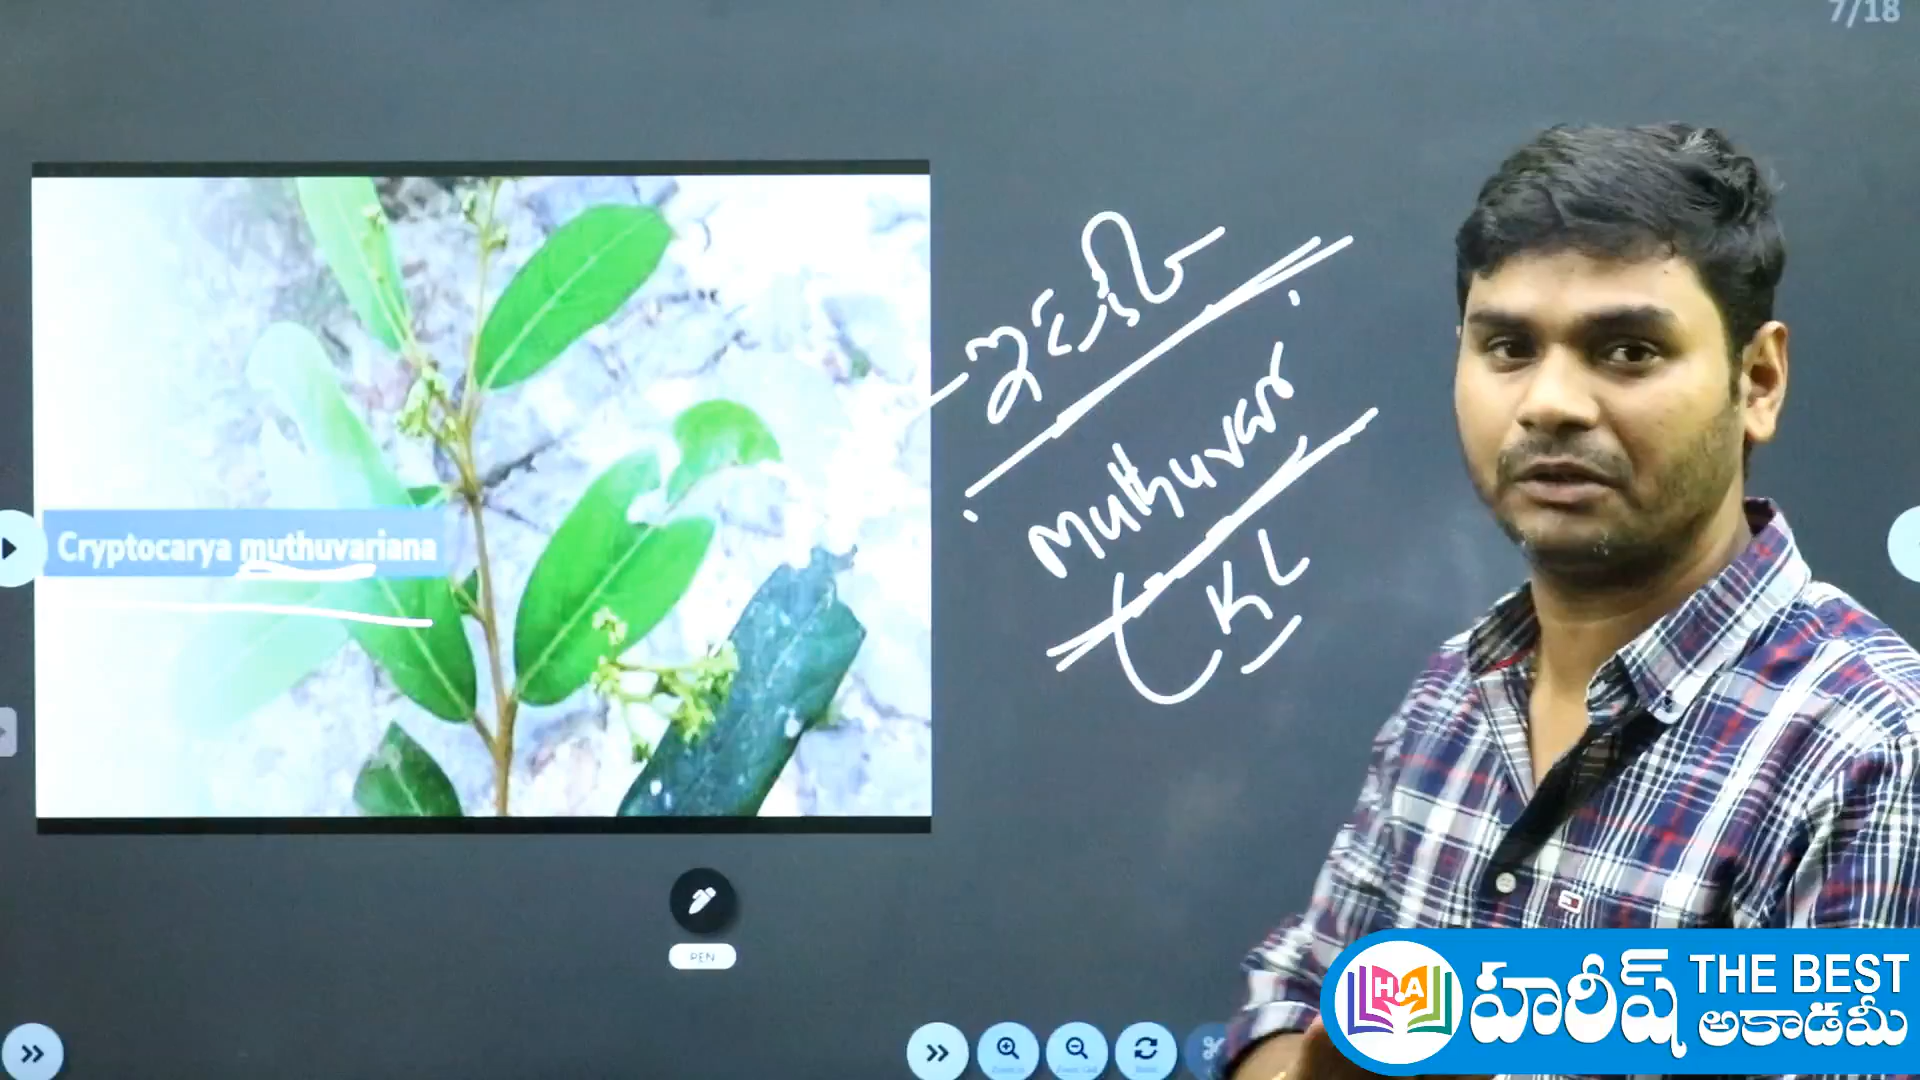 7/18
Cryptocarya muthuvariana
Muthuvar
KL
PEN
H.A
హరీష్ THE BEST
అకాడమీ